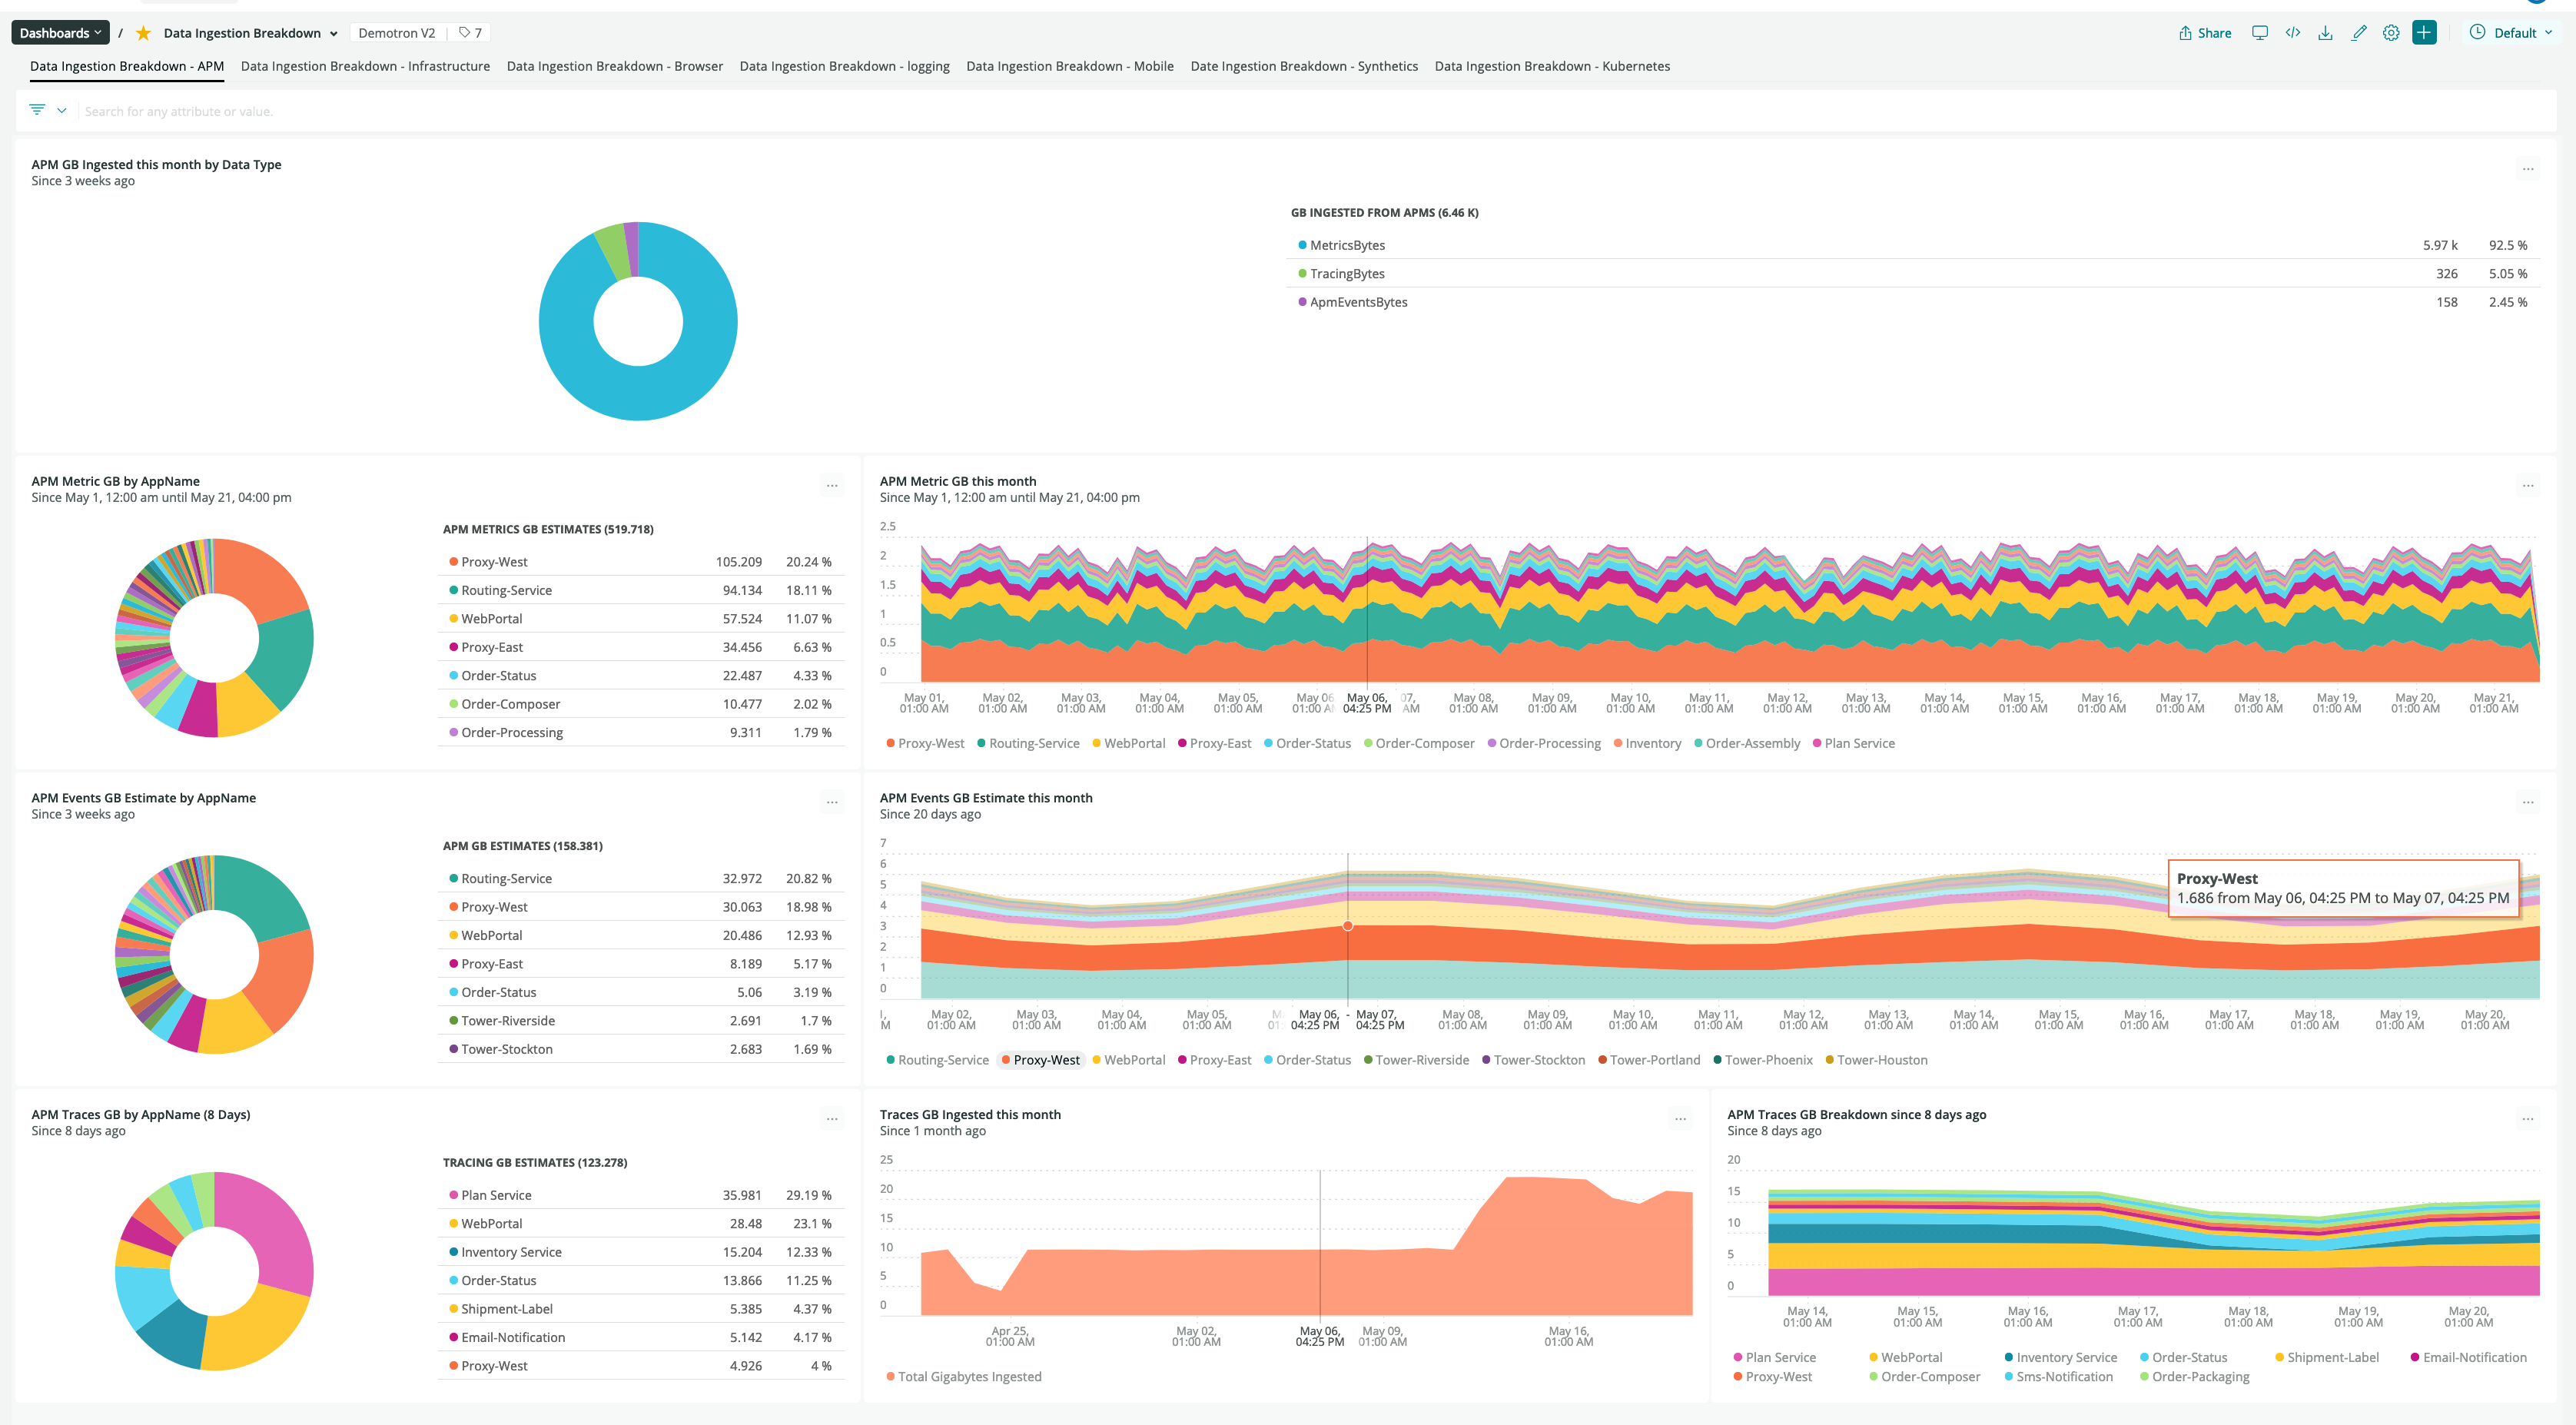 Dashboards / Data Ingestion Breakdown Demotron V2 7 Share Default
Data Ingestion Breakdown - APM Data Ingestion Breakdown - Infrastructure Data Ingestion Breakdown - Browser Data Ingestion Breakdown - logging Data Ingestion Breakdown - Mobile Date Ingestion Breakdown - Synthetics Data Ingestion Breakdown - Kubernetes
Search for any attribute or value.
APM GB Ingested this month by Data Type
Since 3 weeks ago
GB INGESTED FROM APMS (6.46 K)
MetricsBytes 5.97 k 92.5 %
TracingBytes 326 5.05 %
ApmEventsBytes 158 2.45 %
APM Metric GB by AppName
Since May 1, 12:00 am until May 21, 04:00 pm
APM METRICS GB ESTIMATES (519.718)
Proxy-West 105.209 20.24 %
Routing-Service 94.134 18.11 %
WebPortal 57.524 11.07 %
Proxy-East 34.456 6.63 %
Order-Status 22.487 4.33 %
Order-Composer 10.477 2.02 %
Order-Processing 9.311 1.79 %
APM Metric GB this month
Since May 1, 12:00 am until May 21, 04:00 pm
2.5
2
1.5
1
0.5
0
May 01, May 02, May 03, May 04, May 05, May 06 May 06, 07, May 08, May 09, May 10, May 11, May 12, May 13, May 14, May 15, May 16, May 17, May 18, May 19, May 20, May 21,
01:00 AM 01:00 AM 01:00 AM 01:00 AM 01:00 AM 01:00 A 04:25 PM AM 01:00 AM 01:00 AM 01:00 AM 01:00 AM 01:00 AM 01:00 AM 01:00 AM 01:00 AM 01:00 AM 01:00 AM 01:00 AM 01:00 AM 01:00 AM 01:00 AM
Proxy-West Routing-Service WebPortal Proxy-East Order-Status Order-Composer Order-Processing Inventory Order-Assembly Plan Service
APM Events GB Estimate by AppName
Since 3 weeks ago
APM GB ESTIMATES (158.381)
Routing-Service 32.972 20.82 %
Proxy-West 30.063 18.98 %
WebPortal 20.486 12.93 %
Proxy-East 8.189 5.17 %
Order-Status 5.06 3.19 %
Tower-Riverside 2.691 1.7 %
Tower-Stockton 2.683 1.69 %
APM Events GB Estimate this month
Since 20 days ago
7
6
5
4
3
2
1
0
Proxy-West
1.686 from May 06, 04:25 PM to May 07, 04:25 PM
May 02, May 03, May 04, May 05, May 06, - May 07, May 08, May 09, May 10, May 11, May 12, May 13, May 14, May 15, May 16, May 17, May 18, May 19, May 20,
M 01:00 AM 01:00 AM 01:00 AM 01:00 AM 01: 04:25 PM 04:25 PM 01:00 AM 01:00 AM 01:00 AM 01:00 AM 01:00 AM 01:00 AM 01:00 AM 01:00 AM 01:00 AM 01:00 AM 01:00 AM 01:00 AM 01:00 AM
Routing-Service Proxy-West WebPortal Proxy-East Order-Status Tower-Riverside Tower-Stockton Tower-Portland Tower-Phoenix Tower-Houston
APM Traces GB by AppName (8 Days)
Since 8 days ago
TRACING GB ESTIMATES (123.278)
Plan Service 35.981 29.19 %
WebPortal 28.48 23.1 %
Inventory Service 15.204 12.33 %
Order-Status 13.866 11.25 %
Shipment-Label 5.385 4.37 %
Email-Notification 5.142 4.17 %
Proxy-West 4.926 4 %
Traces GB Ingested this month
Since 1 month ago
25
20
15
10
5
0
Apr 25, May 02, May 06, May 09, May 16,
01:00 AM 01:00 AM 04:25 PM 01:00 AM 01:00 AM
Total Gigabytes Ingested
APM Traces GB Breakdown since 8 days ago
Since 8 days ago
20
15
10
5
0
May 14, May 15, May 16, May 17, May 18, May 19, May 20,
01:00 AM 01:00 AM 01:00 AM 01:00 AM 01:00 AM 01:00 AM 01:00 AM
Plan Service WebPortal Inventory Service Order-Status Shipment-Label Email-Notification
Proxy-West Order-Composer Sms-Notification Order-Packaging